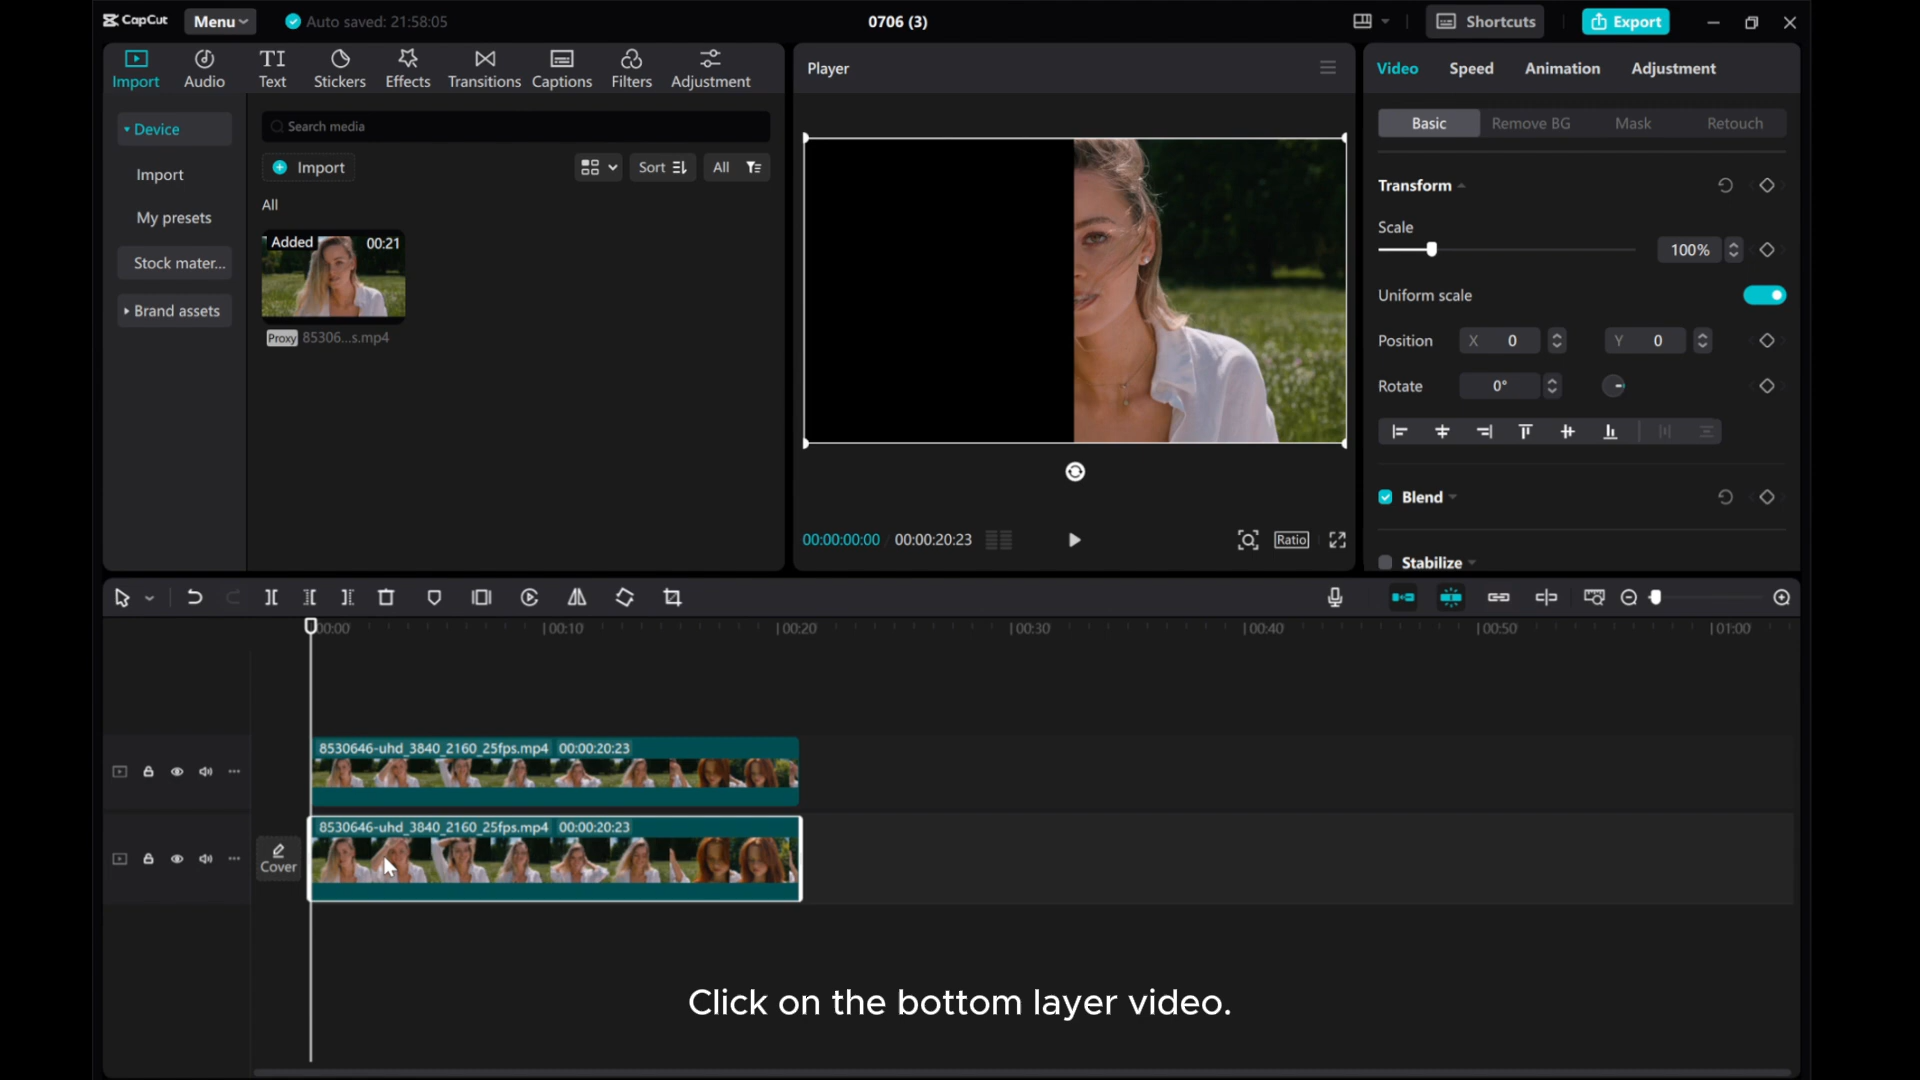 CapCut Menu Auto saved: 21:58:05 0706 (3) Shortcuts Export
Import Audio Text Stickers Effects Transitions Captions Filters Adjustment
Player
Video Speed Animation Adjustment
Device
Import
My presets
Stock mater...
Brand assets
Search media
Import Sort All
All
Added 00:21
Proxy 85306...s.mp4
00:00:00:00 00:00:20:23 Ratio
Basic Remove BG Mask Retouch
Transform
Scale
100%
Uniform scale
Position X 0 Y 0
Rotate 0°
Blend
Stabilize
00:00 00:10 00:20 00:30 00:40 00:50 01:00
8530646-uhd_3840_2160_25fps.mp4 00:00:20:23
8530646-uhd_3840_2160_25fps.mp4 00:00:20:23
Cover
Click on the bottom layer video.